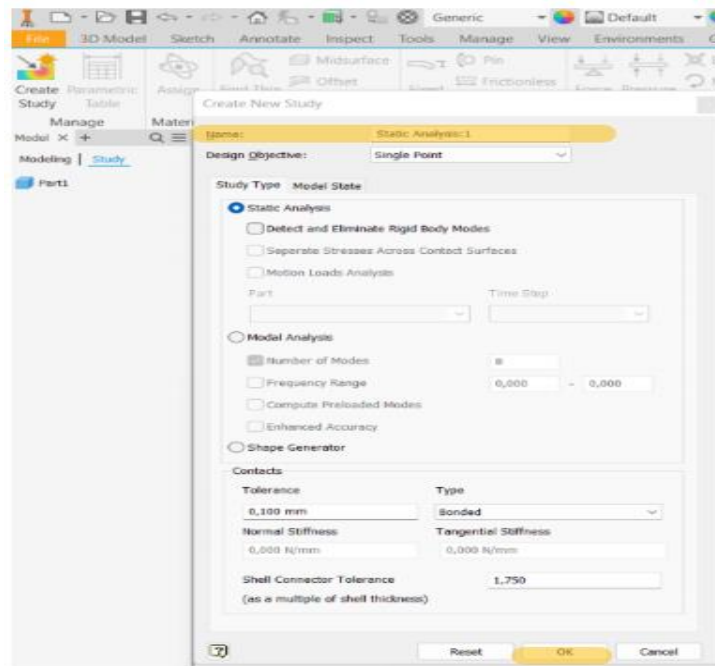 Generic Default
File 3D Model Sketch Annotate Inspect Tools Manage View Environments
Midsurface Pin
Offset Frictionless
Create Parametric Assign
Study Table
Manage
Model × +
Create New Study
Modeling | Study
Part1
Name: Static Analysis:1
Design Objective: Single Point
Study Type Model State
Static Analysis
Detect and Eliminate Rigid Body Modes
Seperate Stresses Across Contact Surfaces
Motion Loads Analysis
Part Time Step
Modal Analysis
Number of Modes 8
Frequency Range 0,000 - 0,000
Compute Preloaded Modes
Enhanced Accuracy
Shape Generator
Contacts
Tolerance Type
0,100 mm Bonded
Normal Stiffness Tangential Stiffness
0,000 N/mm 0,000 N/mm
Shell Connector Tolerance 1,750
(as a multiple of shell thickness)
Reset OK Cancel